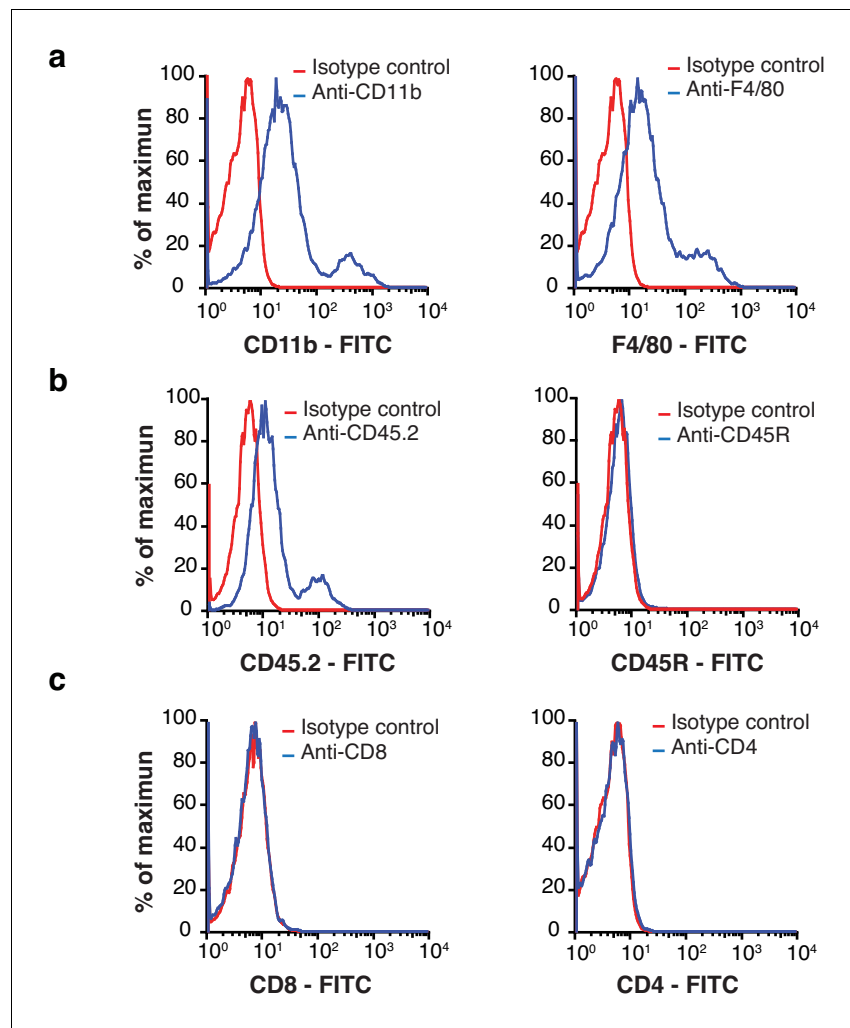 a
Isotype control
Anti-CD11b
% of maximun
100
80
60
40
20
0
10⁰ 10¹ 10² 10³ 10⁴
CD11b - FITC
Isotype control
Anti-F4/80
100
80
60
40
20
0
10⁰ 10¹ 10² 10³ 10⁴
F4/80 - FITC
b
Isotype control
Anti-CD45.2
% of maximun
100
80
60
40
20
0
10⁰ 10¹ 10² 10³ 10⁴
CD45.2 - FITC
Isotype control
Anti-CD45R
100
80
60
40
20
0
10⁰ 10¹ 10² 10³ 10⁴
CD45R - FITC
c
Isotype control
Anti-CD8
% of maximun
100
80
60
40
20
0
10⁰ 10¹ 10² 10³ 10⁴
CD8 - FITC
Isotype control
Anti-CD4
100
80
60
40
20
0
10⁰ 10¹ 10² 10³ 10⁴
CD4 - FITC